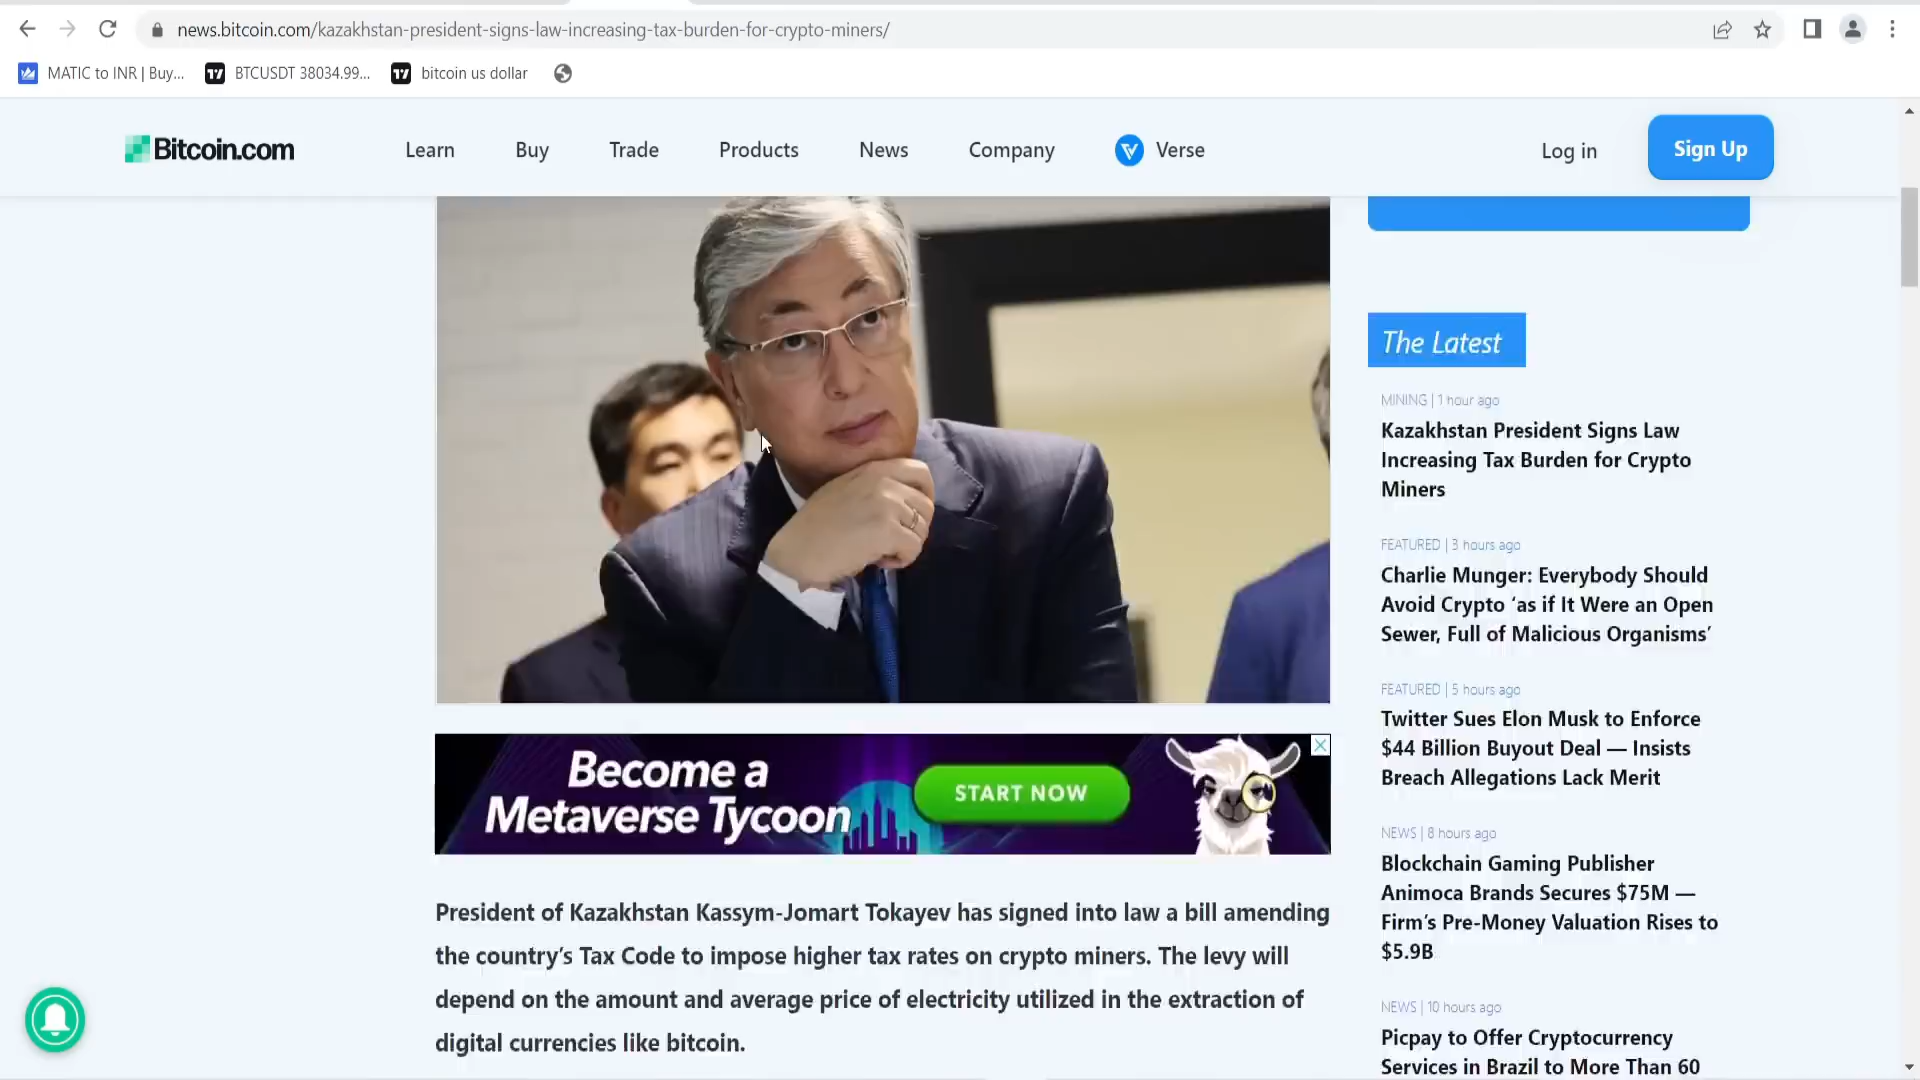 news.bitcoin.com/kazakhstan-president-signs-law-increasing-tax-burden-for-crypto-miners/
MATIC to INR | Buy...
BTCUSDT 38034.99...
bitcoin us dollar
Bitcoin.com
Learn
Buy
Trade
Products
News
Company
Verse
Log in
Sign Up
Become a
Metaverse Tycoon
START NOW
President of Kazakhstan Kassym-Jomart Tokayev has signed into law a bill amending
the country’s Tax Code to impose higher tax rates on crypto miners. The levy will
depend on the amount and average price of electricity utilized in the extraction of
digital currencies like bitcoin.
The Latest
MINING | 1 hour ago
Kazakhstan President Signs Law
Increasing Tax Burden for Crypto
Miners
FEATURED | 3 hours ago
Charlie Munger: Everybody Should
Avoid Crypto ‘as if It Were an Open
Sewer, Full of Malicious Organisms’
FEATURED | 5 hours ago
Twitter Sues Elon Musk to Enforce
$44 Billion Buyout Deal — Insists
Breach Allegations Lack Merit
NEWS | 8 hours ago
Blockchain Gaming Publisher
Animoca Brands Secures $75M —
Firm’s Pre-Money Valuation Rises to
$5.9B
NEWS | 10 hours ago
Picpay to Offer Cryptocurrency
Services in Brazil to More Than 60